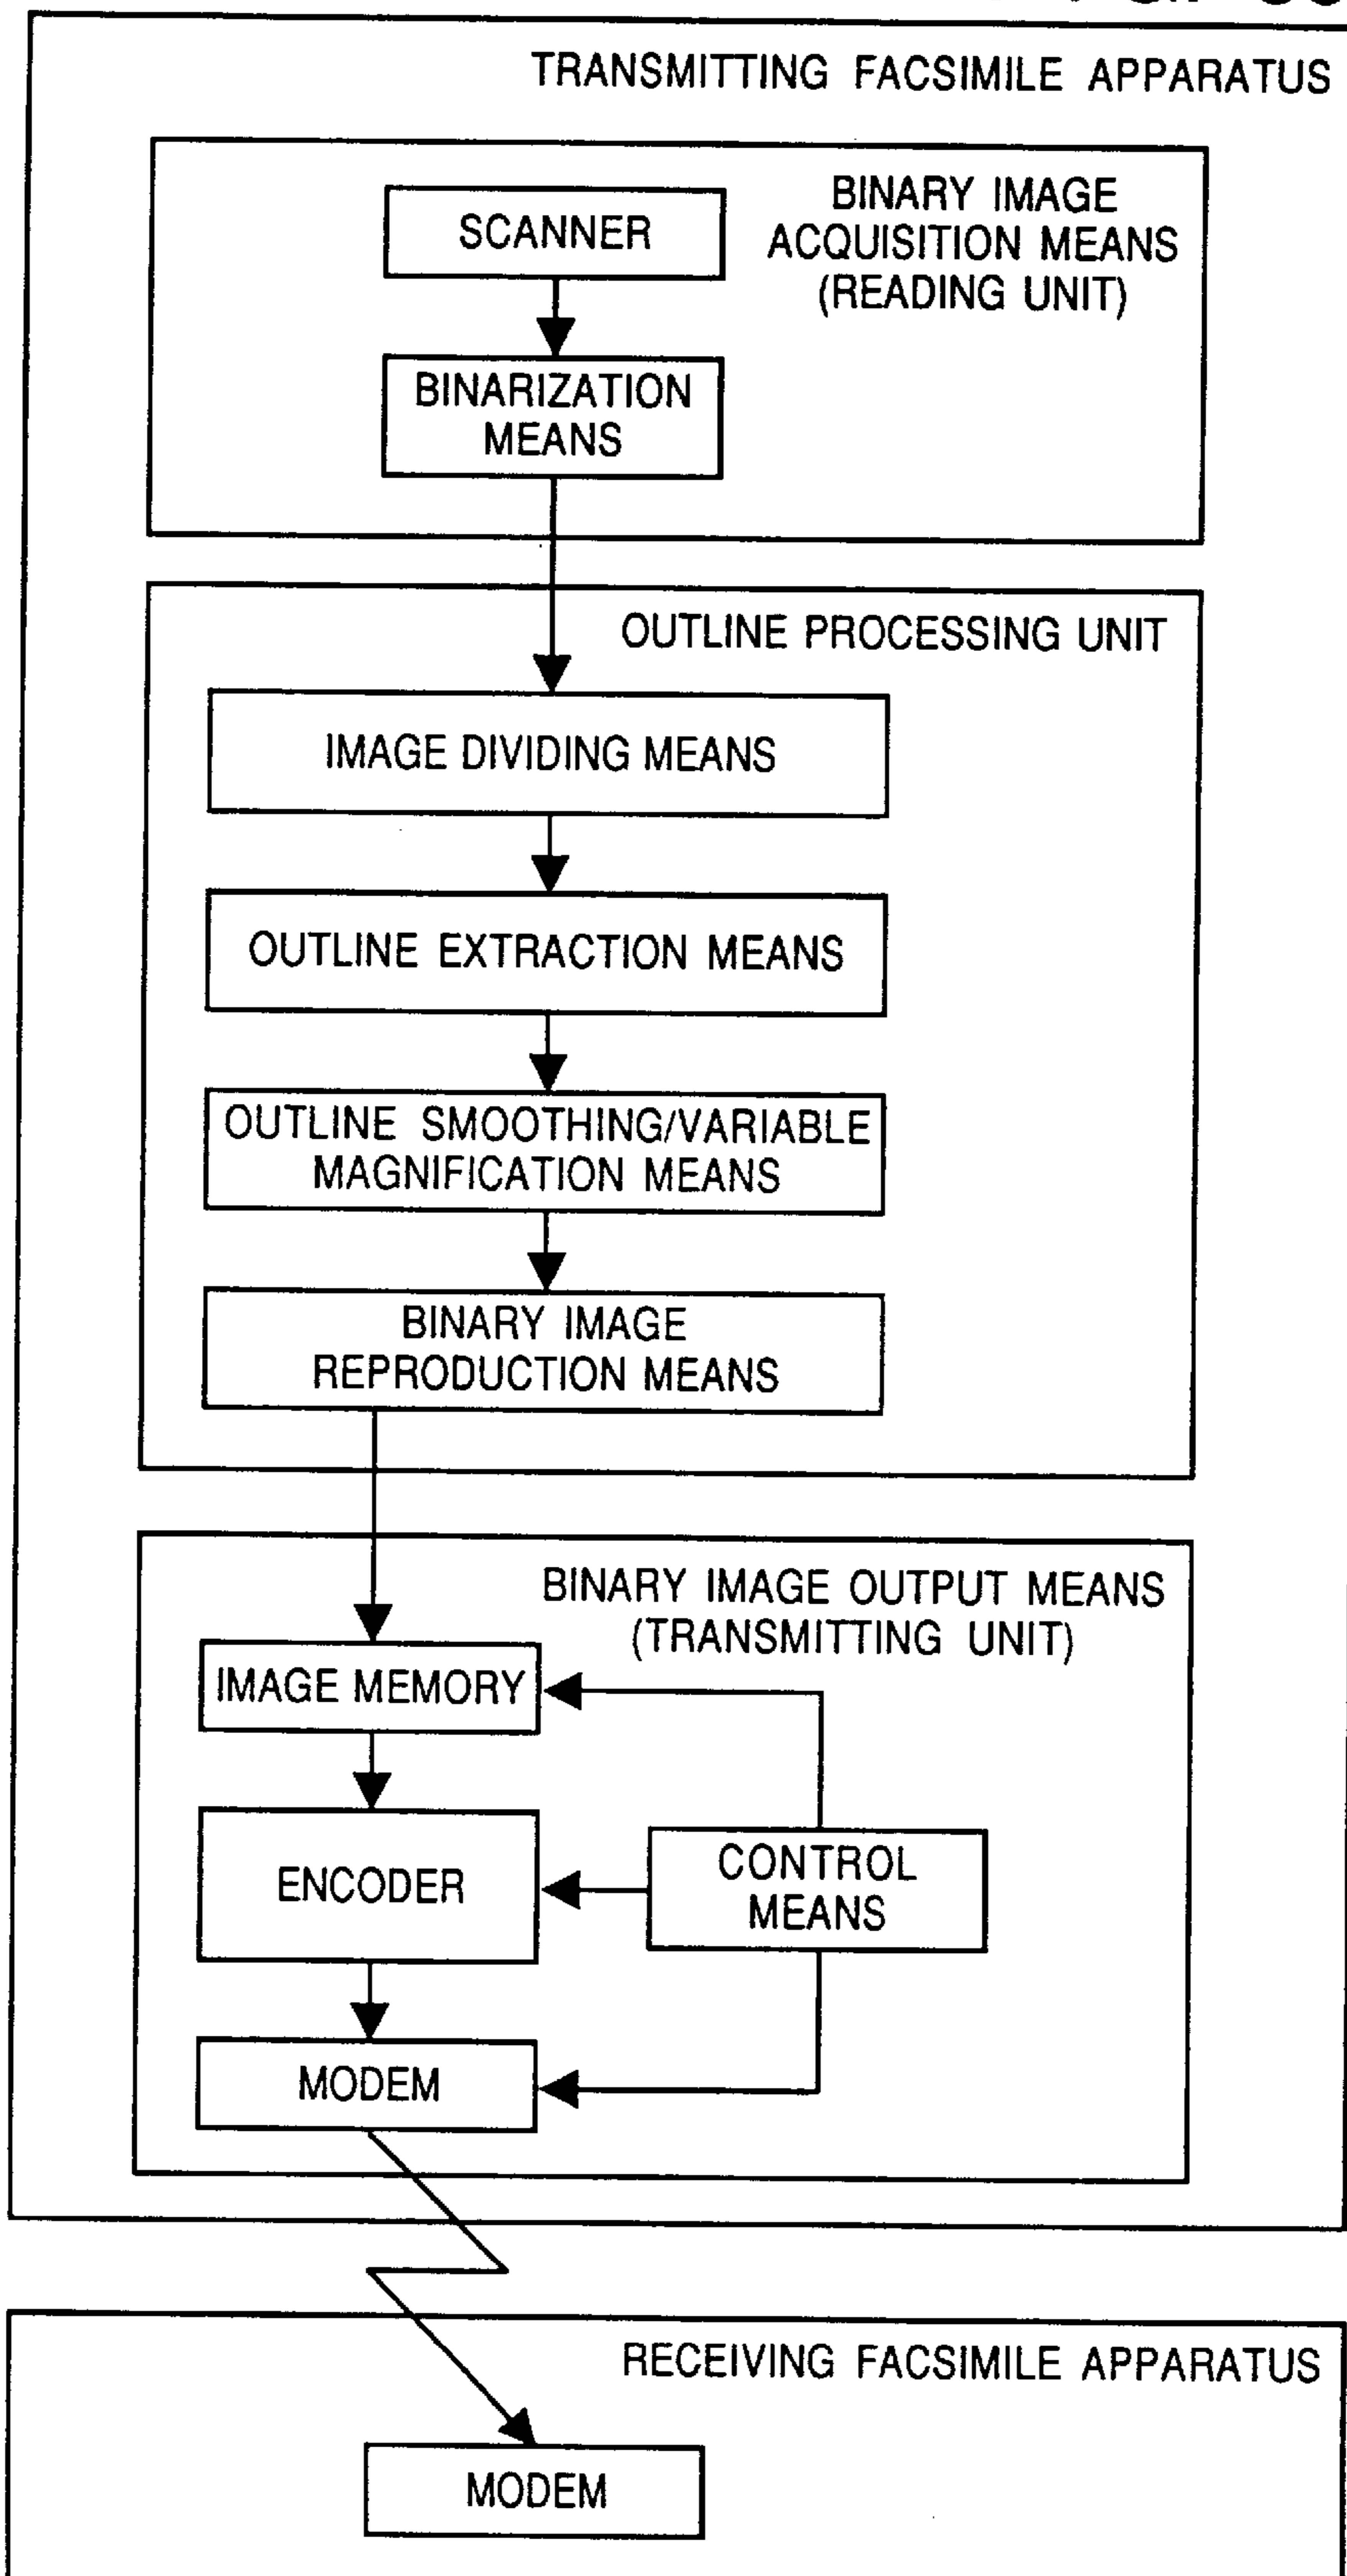 TRANSMITTING FACSIMILE APPARATUS
BINARY IMAGE
ACQUISITION MEANS
(READING UNIT)
SCANNER
BINARIZATION
MEANS
OUTLINE PROCESSING UNIT
IMAGE DIVIDING MEANS
OUTLINE EXTRACTION MEANS
OUTLINE SMOOTHING/VARIABLE
MAGNIFICATION MEANS
BINARY IMAGE
REPRODUCTION MEANS
BINARY IMAGE OUTPUT MEANS
(TRANSMITTING UNIT)
IMAGE MEMORY
ENCODER
CONTROL
MEANS
MODEM
RECEIVING FACSIMILE APPARATUS
MODEM